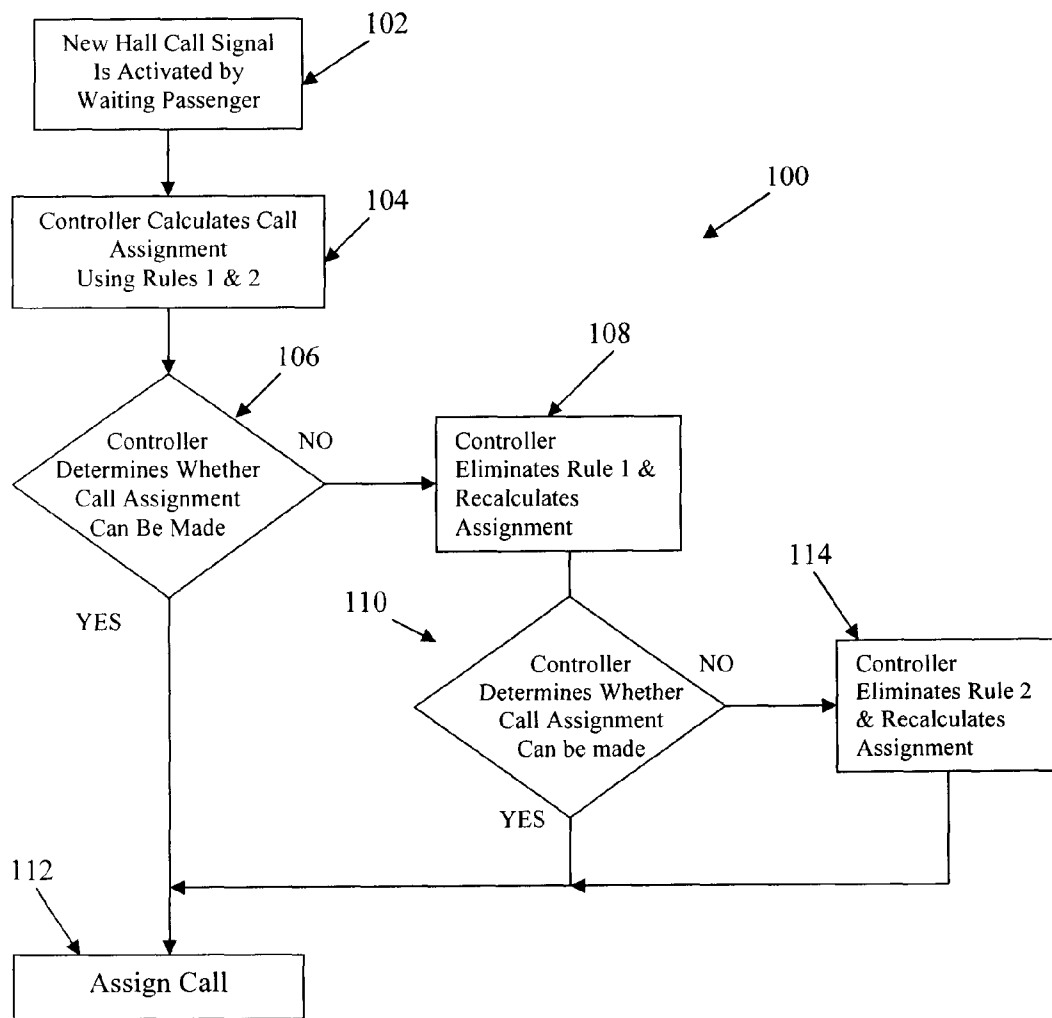 102
New Hall Call Signal
Is Activated by
Waiting Passenger
100
104
Controller Calculates Call
Assignment
Using Rules 1 & 2
106
Controller
Determines Whether
Call Assignment
Can Be Made
NO
YES
108
Controller
Eliminates Rule 1 &
Recalculates
Assignment
110
Controller
Determines Whether
Call Assignment
Can be made
NO
YES
114
Controller
Eliminates Rule 2
& Recalculates
Assignment
112
Assign Call